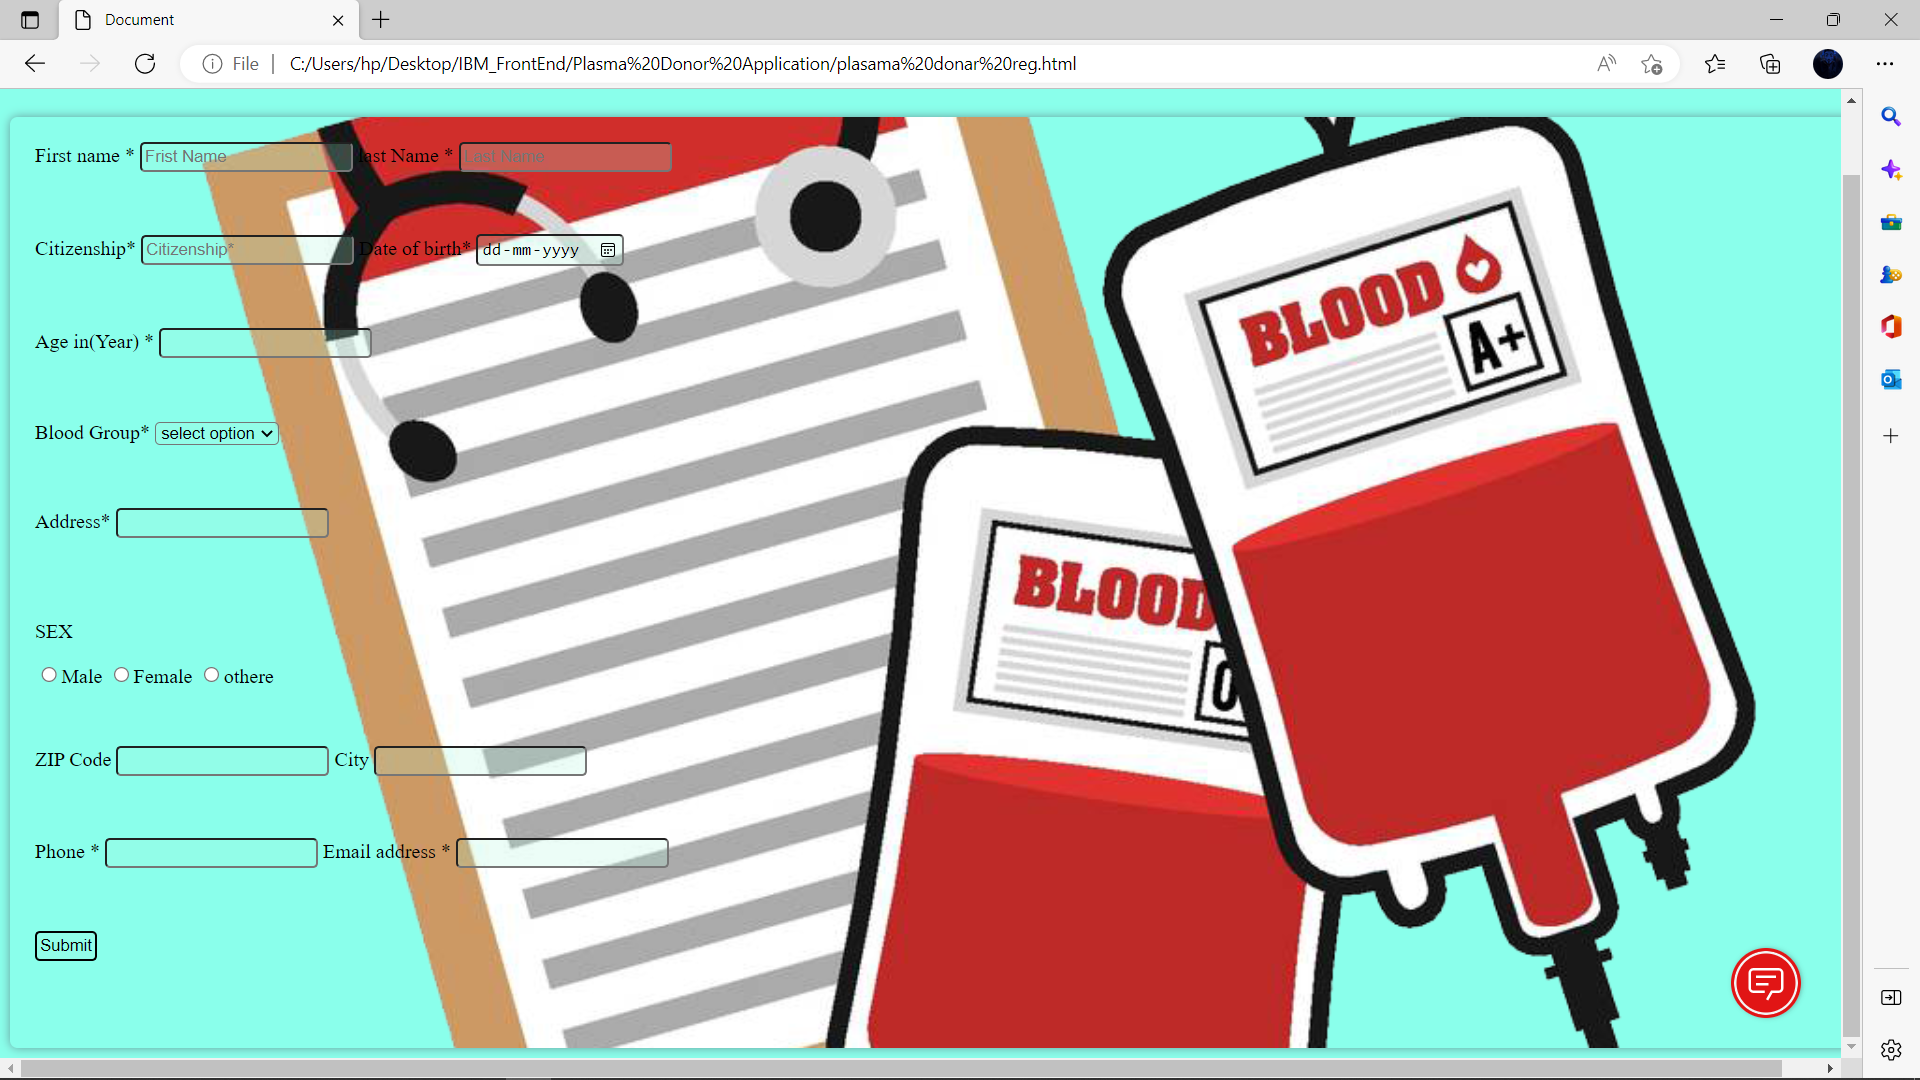 Document
File
C:/Users/hp/Desktop/IBM_FrontEnd/Plasma%20Donor%20Application/plasama%20donar%20reg.html
First name * Frist Name last Name * Last Name
Citizenship* Citizenship* Date of birth* dd-mm-yyyy
Age in(Year) *
Blood Group* select option
Address*
SEX
Male Female othere
ZIP Code City
Phone * Email address *
Submit
BLOOD
A+
BLOOD
O